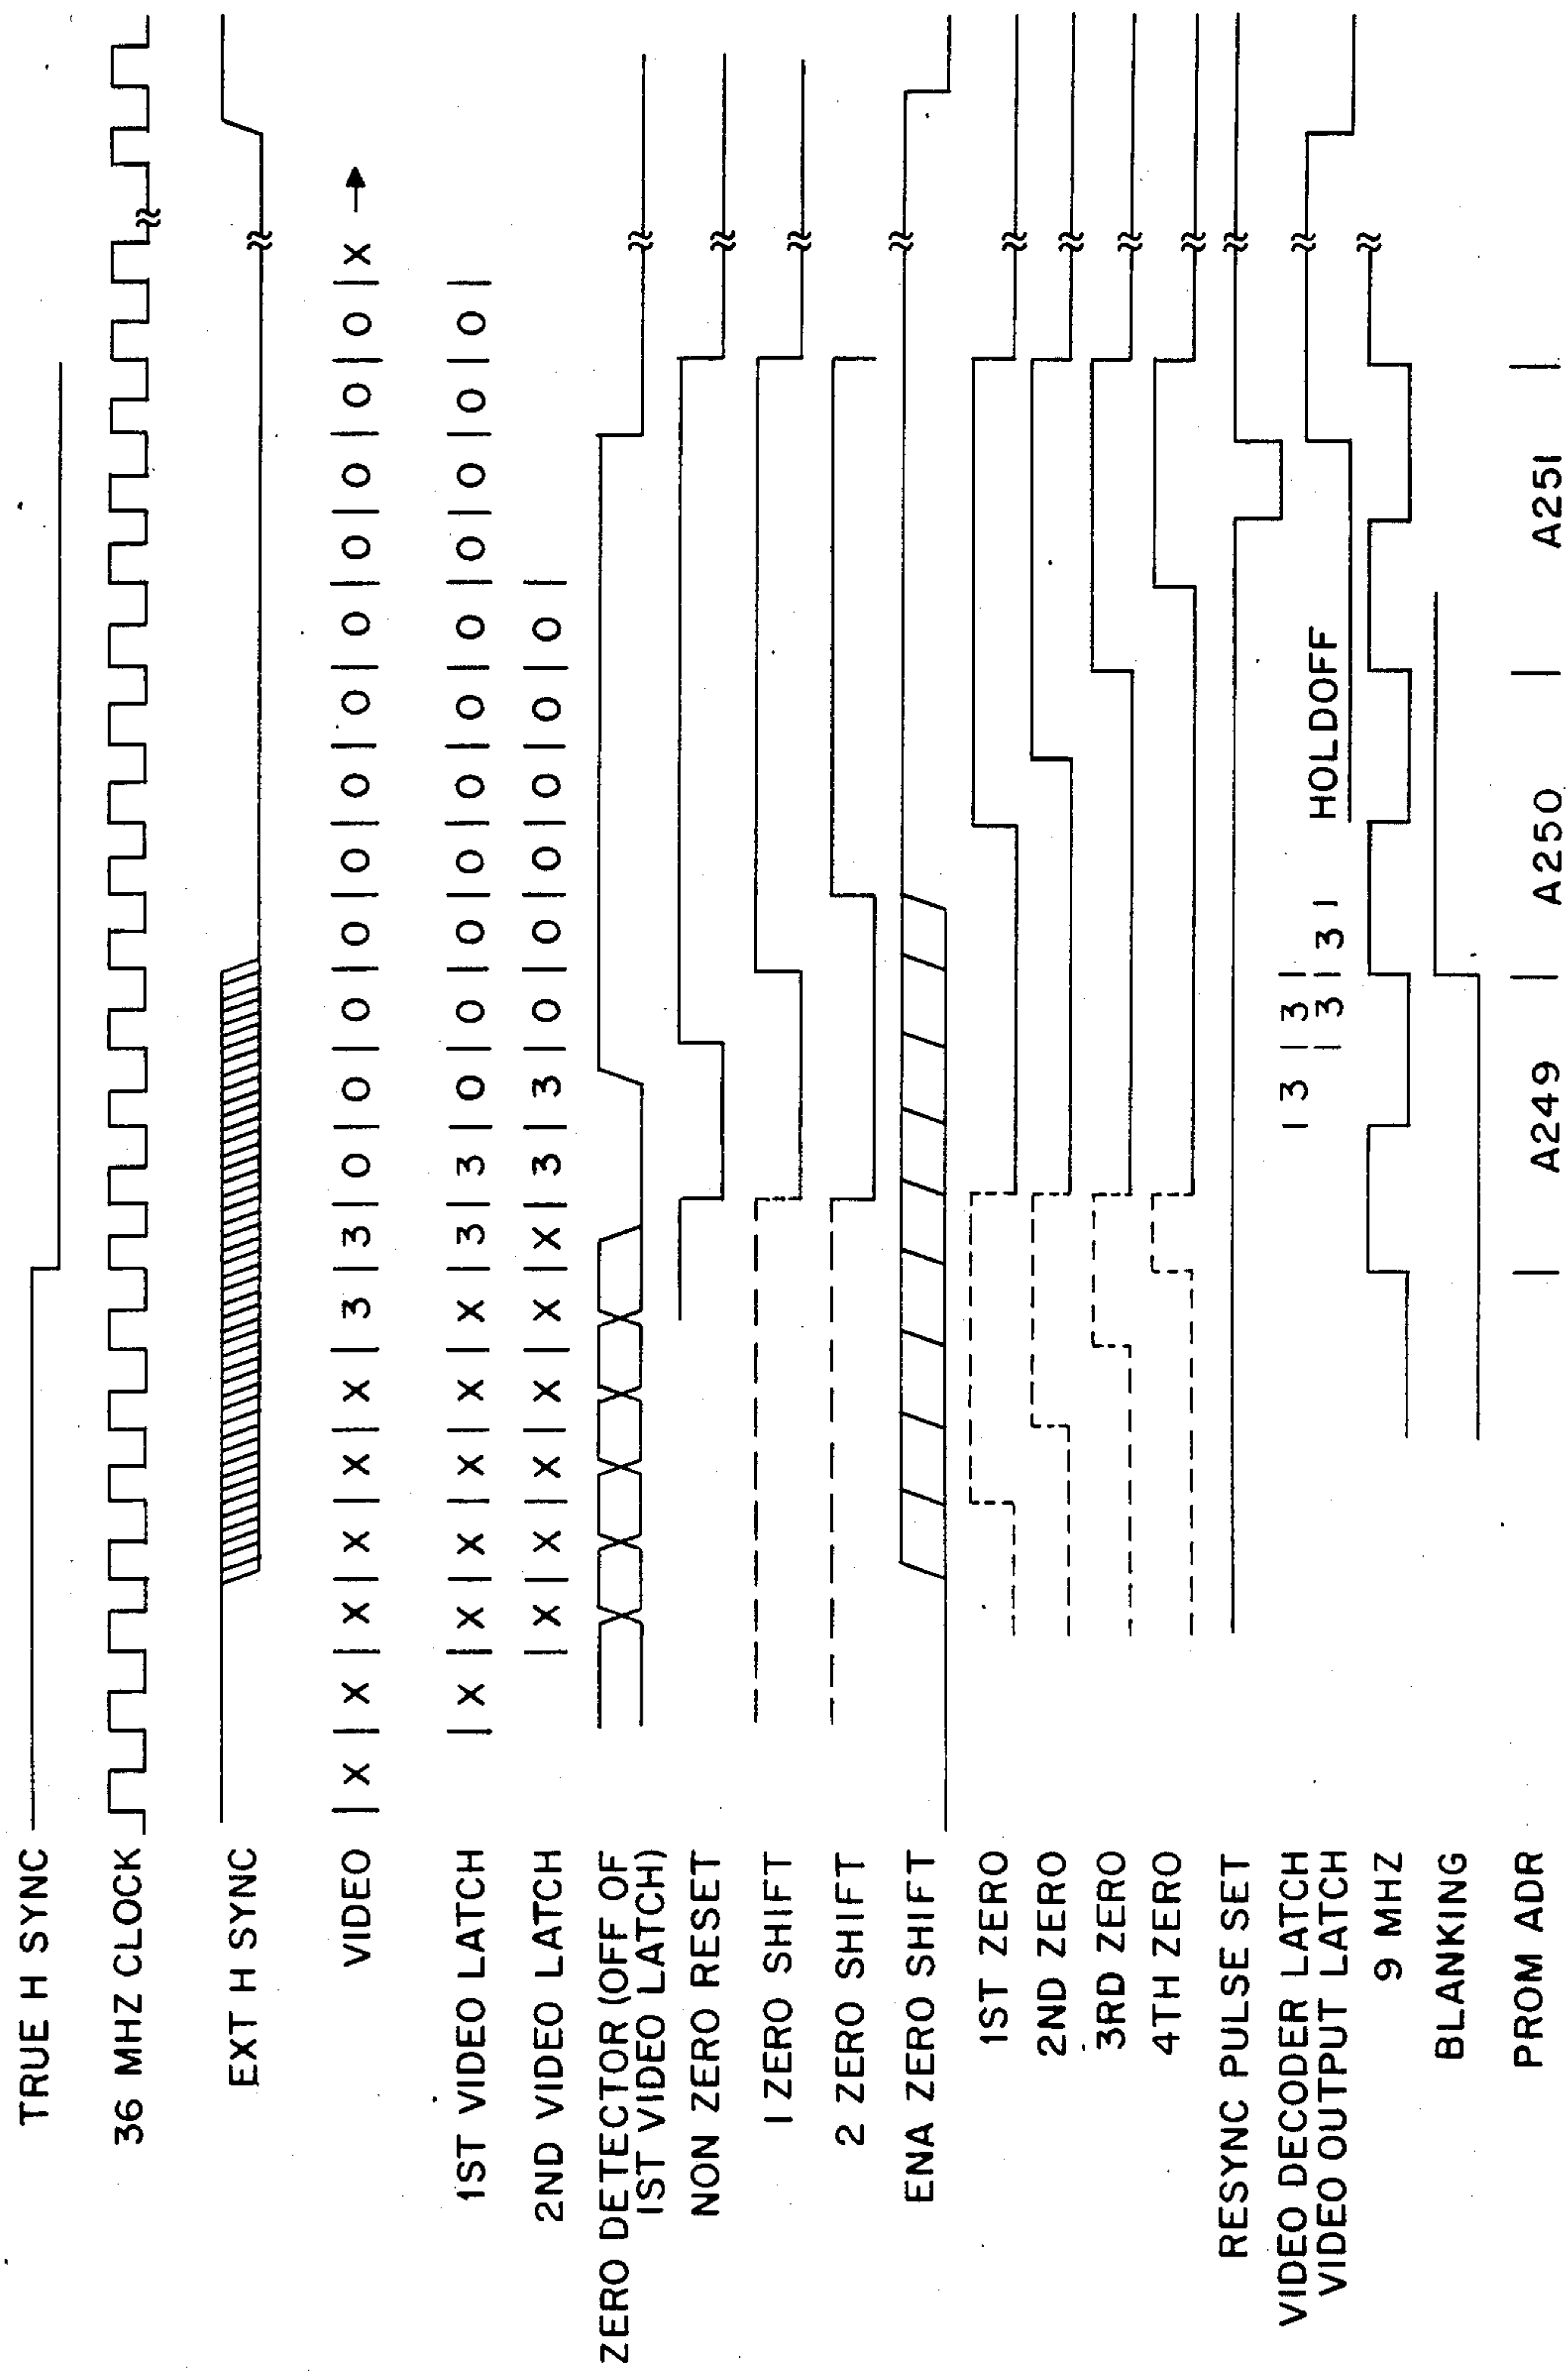 TRUE H SYNC
36 MHZ CLOCK
EXT H SYNC
VIDEO |X|X|X|X|X|X|3|3|0|0|0|0|0|0|0|0|0|0|0|0|X →
1ST VIDEO LATCH |X|X|X|X|X|X|3|3|0|0|0|0|0|0|0|0|0|0|0|
2ND VIDEO LATCH |X|X|X|X|X|X|3|3|0|0|0|0|0|0|
ZERO DETECTOR (OFF OF
1ST VIDEO LATCH)
NON ZERO RESET
1 ZERO SHIFT
2 ZERO SHIFT
ENA ZERO SHIFT
1ST ZERO
2ND ZERO
3RD ZERO
4TH ZERO
RESYNC PULSE SET
VIDEO DECODER LATCH |3|3|
VIDEO OUTPUT LATCH |3|3| HOLDOFF
9 MHZ
BLANKING
PROM ADR | A249 | A250 | A251 |